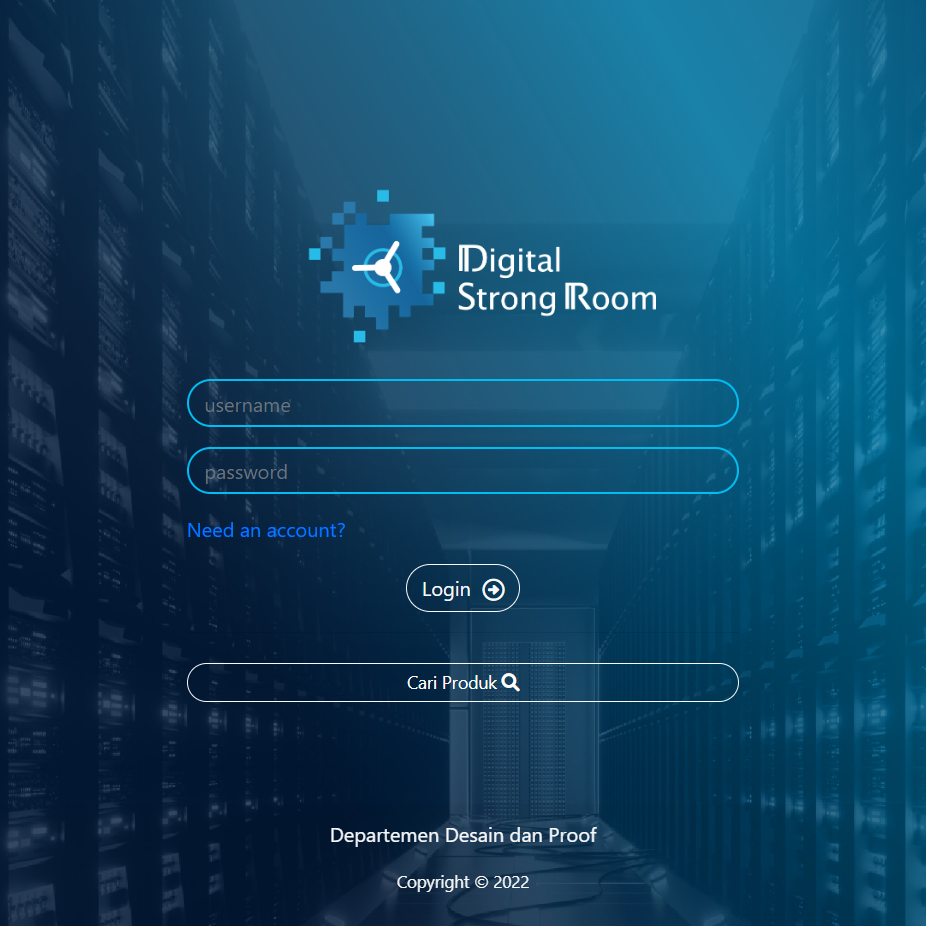 Digital
Strong Room
username
password
Need an account?
Login
Cari Produk
Departemen Desain dan Proof
Copyright © 2022